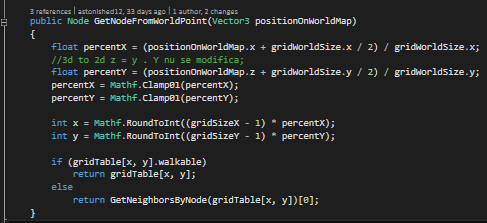 3 references | astonished12, 33 days ago | 1 author, 2 changes
public Node GetNodeFromWorldPoint(Vector3 positionOnWorldMap)
{
float percentX = (positionOnWorldMap.x + gridWorldSize.x / 2) / gridWorldSize.x;
//3d to 2d z = y . Y nu se modifica;
float percentY = (positionOnWorldMap.z + gridWorldSize.y / 2) / gridWorldSize.y;
percentX = Mathf.Clamp01(percentX);
percentY = Mathf.Clamp01(percentY);
int x = Mathf.RoundToInt((gridSizeX - 1) * percentX);
int y = Mathf.RoundToInt((gridSizeY - 1) * percentY);
if (gridTable[x, y].walkable)
return gridTable[x, y];
else
return GetNeighborsByNode(gridTable[x, y])[0];
}